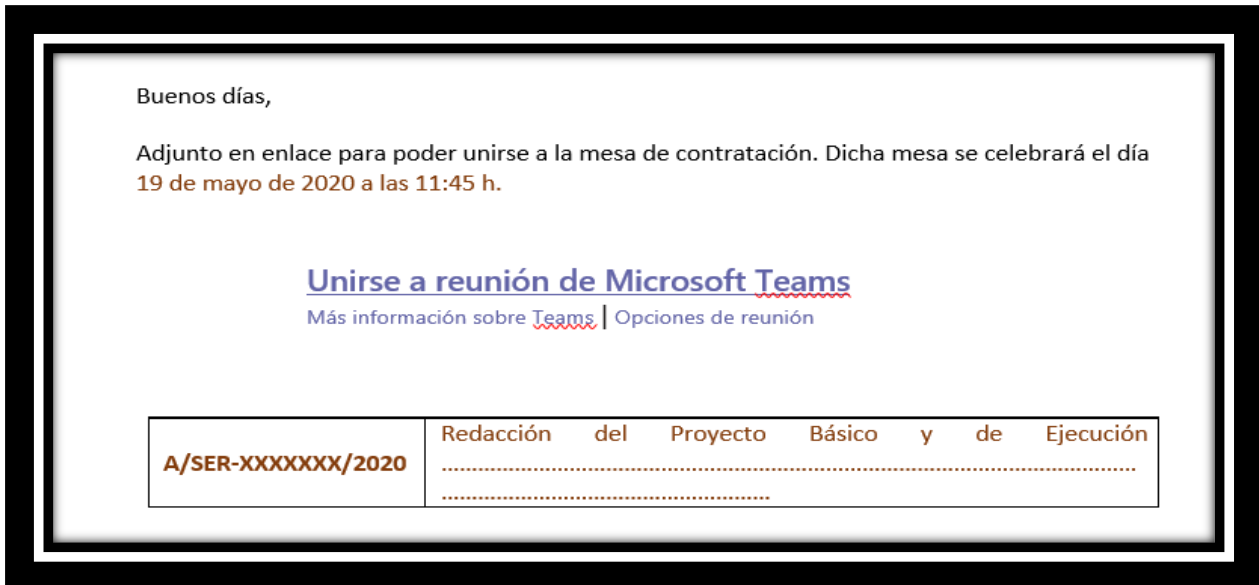 Buenos días,
Adjunto en enlace para poder unirse a la mesa de contratación. Dicha mesa se celebrará el día
19 de mayo de 2020 a las 11:45 h.
Unirse a reunión de Microsoft Teams
Más información sobre Teams | Opciones de reunión
A/SER-XXXXXXX/2020
Redacción del Proyecto Básico y de Ejecución
................................................................................................................
.....................................................